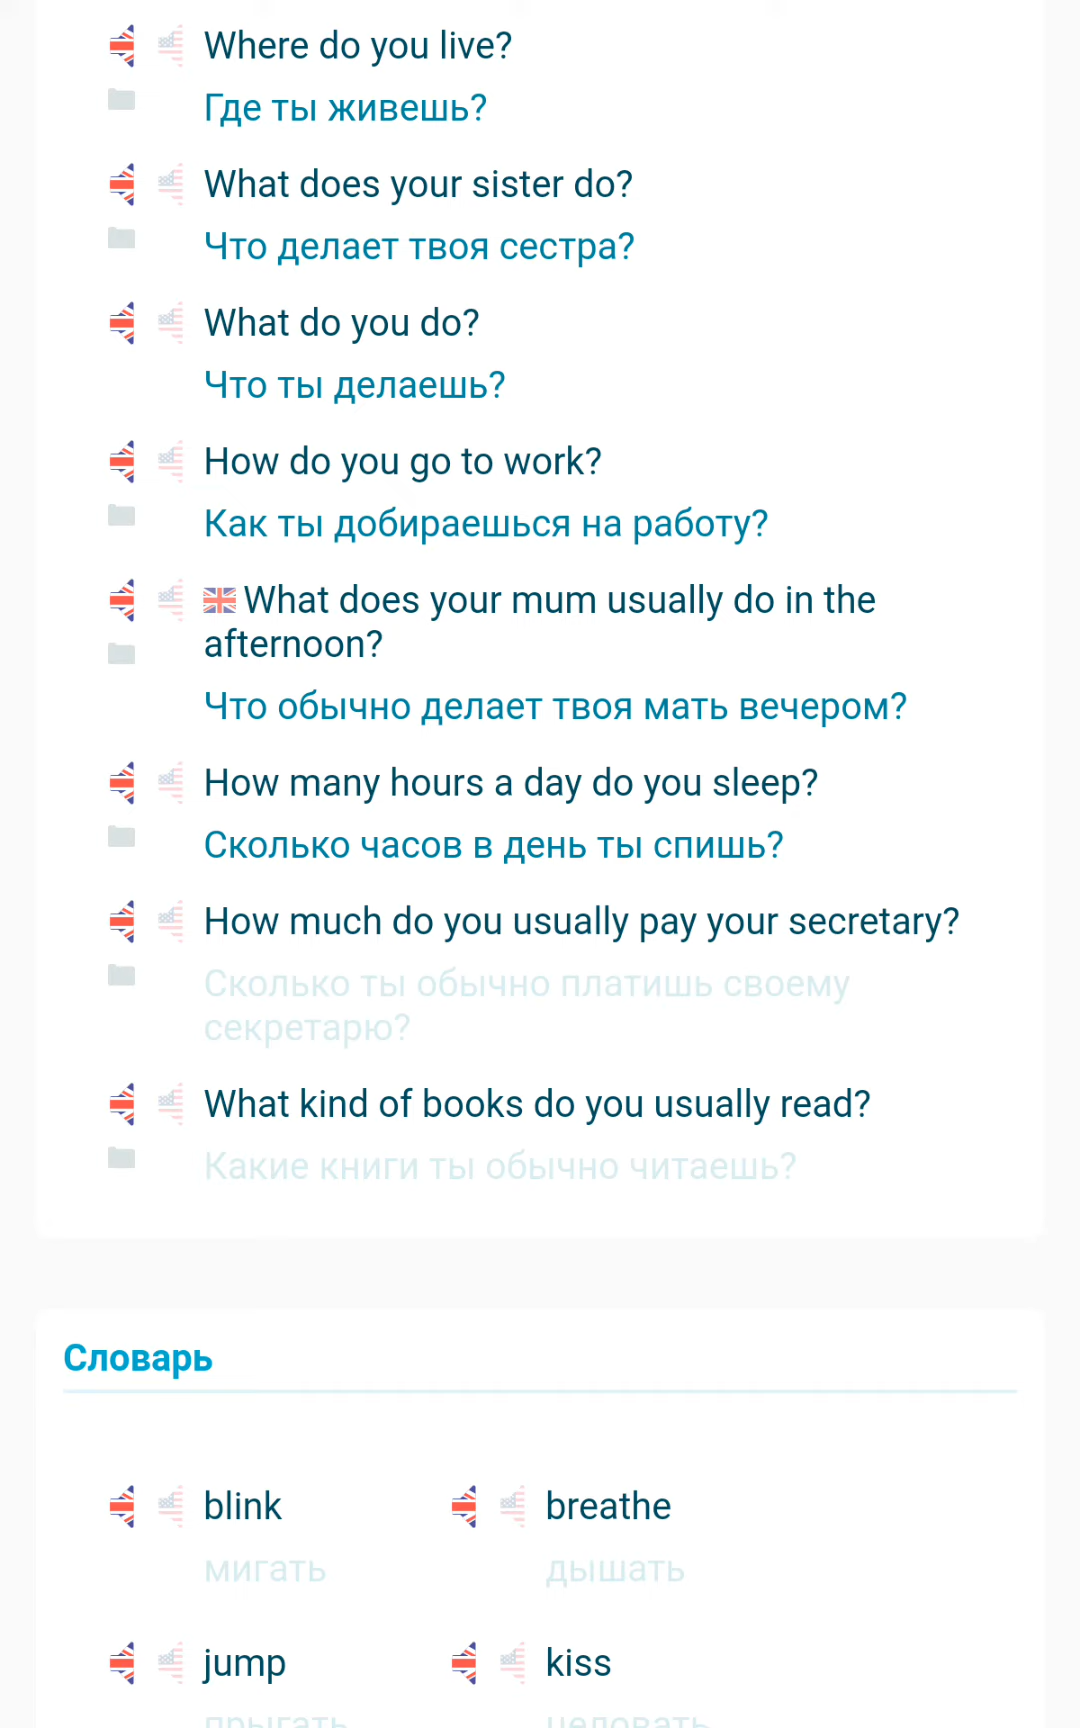 Where do you live?
Где ты живешь?
What does your sister do?
Что делает твоя сестра?
What do you do?
Что ты делаешь?
How do you go to work?
Как ты добираешься на работу?
What does your mum usually do in the
afternoon?
Что обычно делает твоя мать вечером?
How many hours a day do you sleep?
Сколько часов в день ты спишь?
How much do you usually pay your secretary?
Сколько ты обычно платишь своему
секретарю?
What kind of books do you usually read?
Какие книги ты обычно читаешь?
Словарь
blink breathe
мигать дышать
jump kiss
прыгать целовать